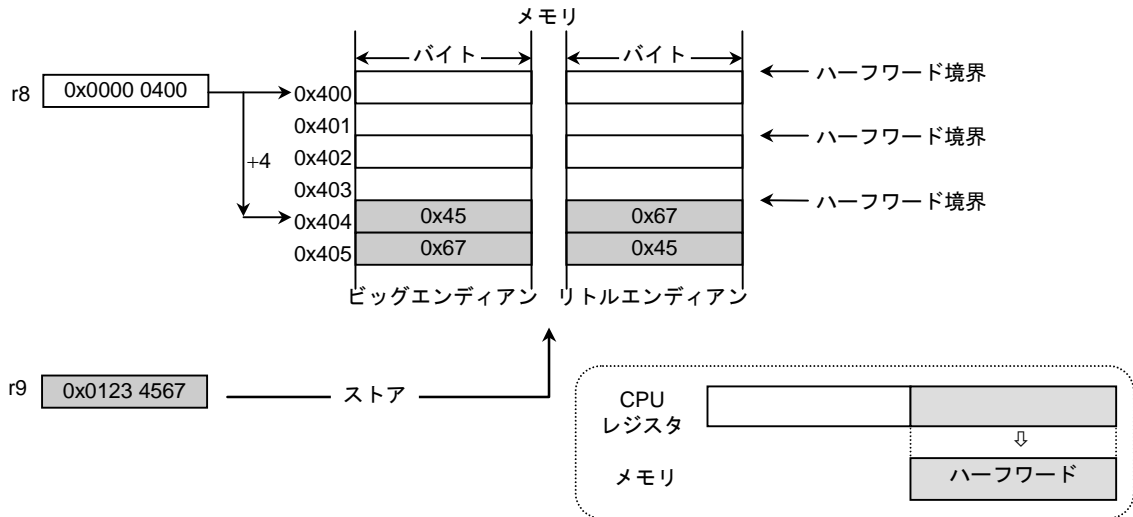 メモリ
バイト バイト
ハーフワード境界
r8 0x0000 0400 0x400
0x401 ハーフワード境界
+4 0x402
0x403 ハーフワード境界
0x404 0x45 0x67
0x405 0x67 0x45
ビッグエンディアン リトルエンディアン
r9 0x0123 4567 ストア
CPU
レジスタ
⇩
メモリ ハーフワード